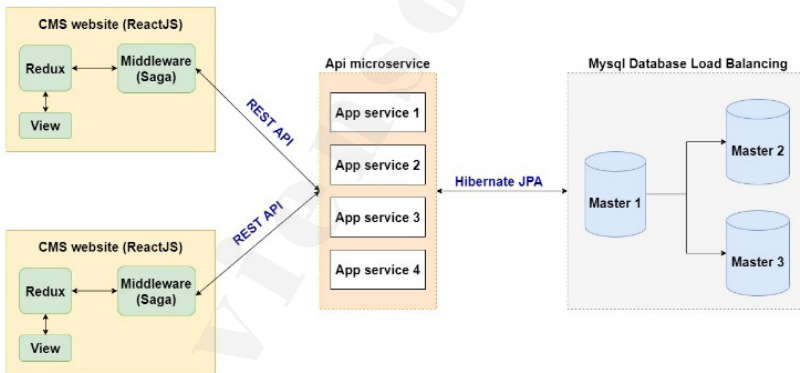 CMS website (ReactJS)
Redux
Middleware
(Saga)
View
REST API
CMS website (ReactJS)
Redux
Middleware
(Saga)
View
REST API
Api microservice
App service 1
App service 2
App service 3
App service 4
Hibernate JPA
Mysql Database Load Balancing
Master 1
Master 2
Master 3